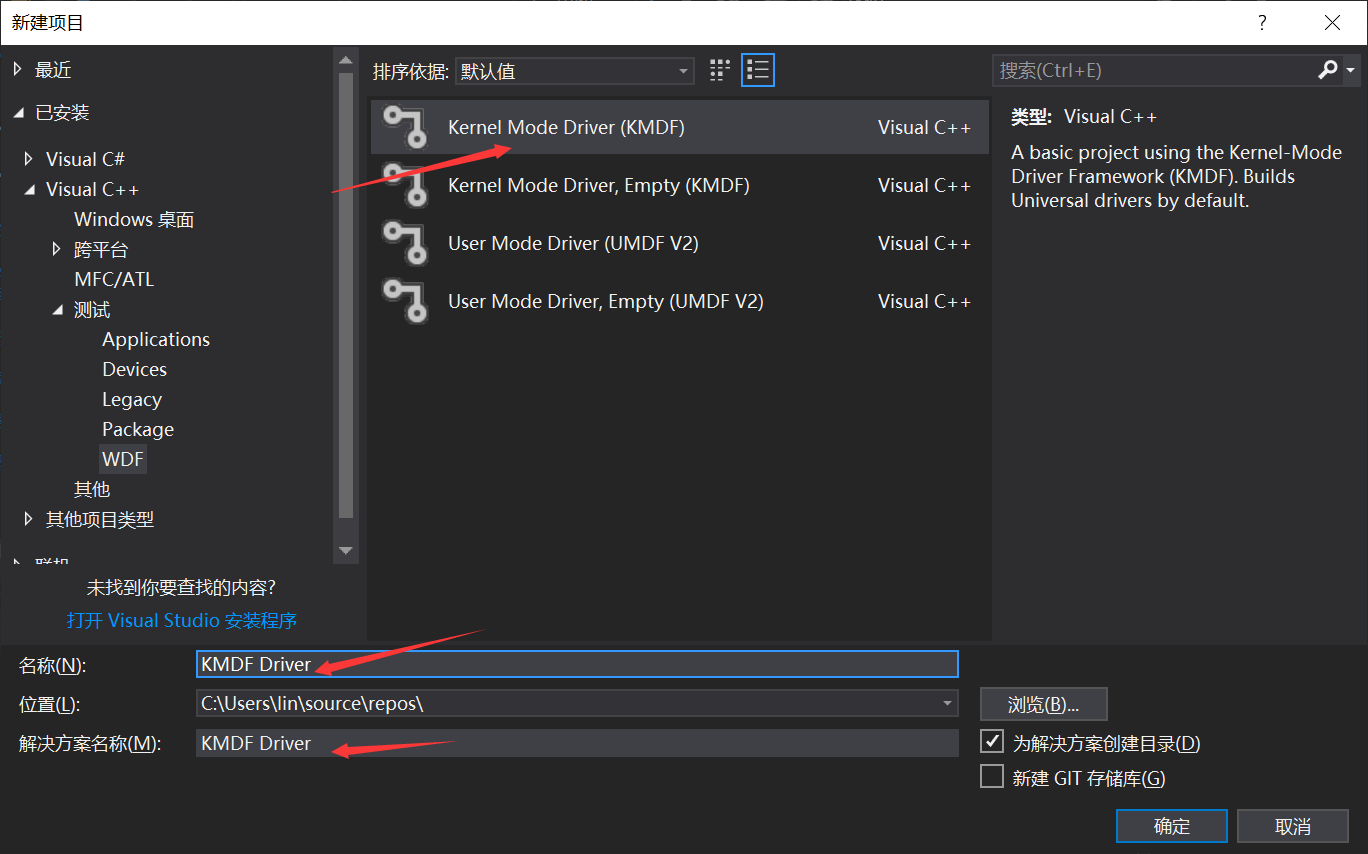 新建项目
?
最近
已安装
Visual C#
Visual C++
Windows 桌面
跨平台
MFC/ATL
测试
Applications
Devices
Legacy
Package
WDF
其他
其他项目类型
联机
未找到你要查找的内容?
打开 Visual Studio 安装程序
排序依据: 默认值
Kernel Mode Driver (KMDF) Visual C++
Kernel Mode Driver, Empty (KMDF) Visual C++
User Mode Driver (UMDF V2) Visual C++
User Mode Driver, Empty (UMDF V2) Visual C++
搜索(Ctrl+E)
类型: Visual C++
A basic project using the Kernel-Mode
Driver Framework (KMDF). Builds
Universal drivers by default.
名称(N): KMDF Driver
位置(L): C:\Users\lin\source\repos\
浏览(B)...
解决方案名称(M): KMDF Driver
为解决方案创建目录(D)
新建 GIT 存储库(G)
确定
取消